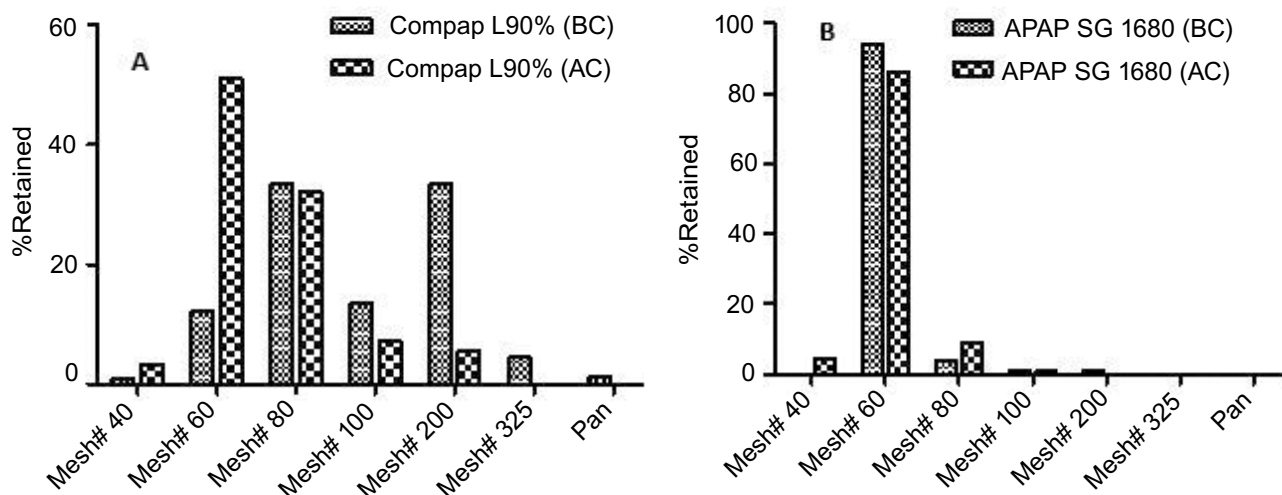 A
Compap L90% (BC)
Compap L90% (AC)
%Retained
60
40
20
0
Mesh# 40
Mesh# 60
Mesh# 80
Mesh# 100
Mesh# 200
Mesh# 325
Pan
B
APAP SG 1680 (BC)
APAP SG 1680 (AC)
%Retained
100
80
60
40
20
0
Mesh# 40
Mesh# 60
Mesh# 80
Mesh# 100
Mesh# 200
Mesh# 325
Pan